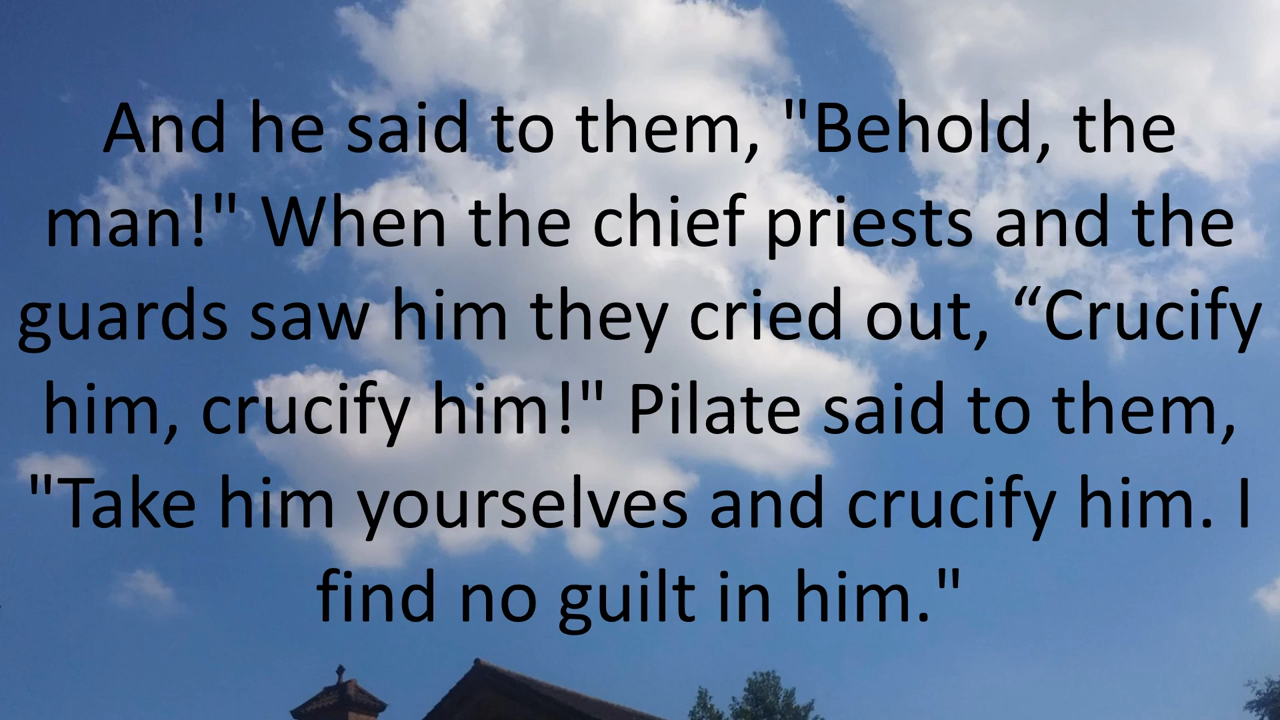 And he said to them, "Behold, the
man!" When the chief priests and the
guards saw him they cried out, “Crucify
him, crucify him!" Pilate said to them,
"Take him yourselves and crucify him. I
find no guilt in him."